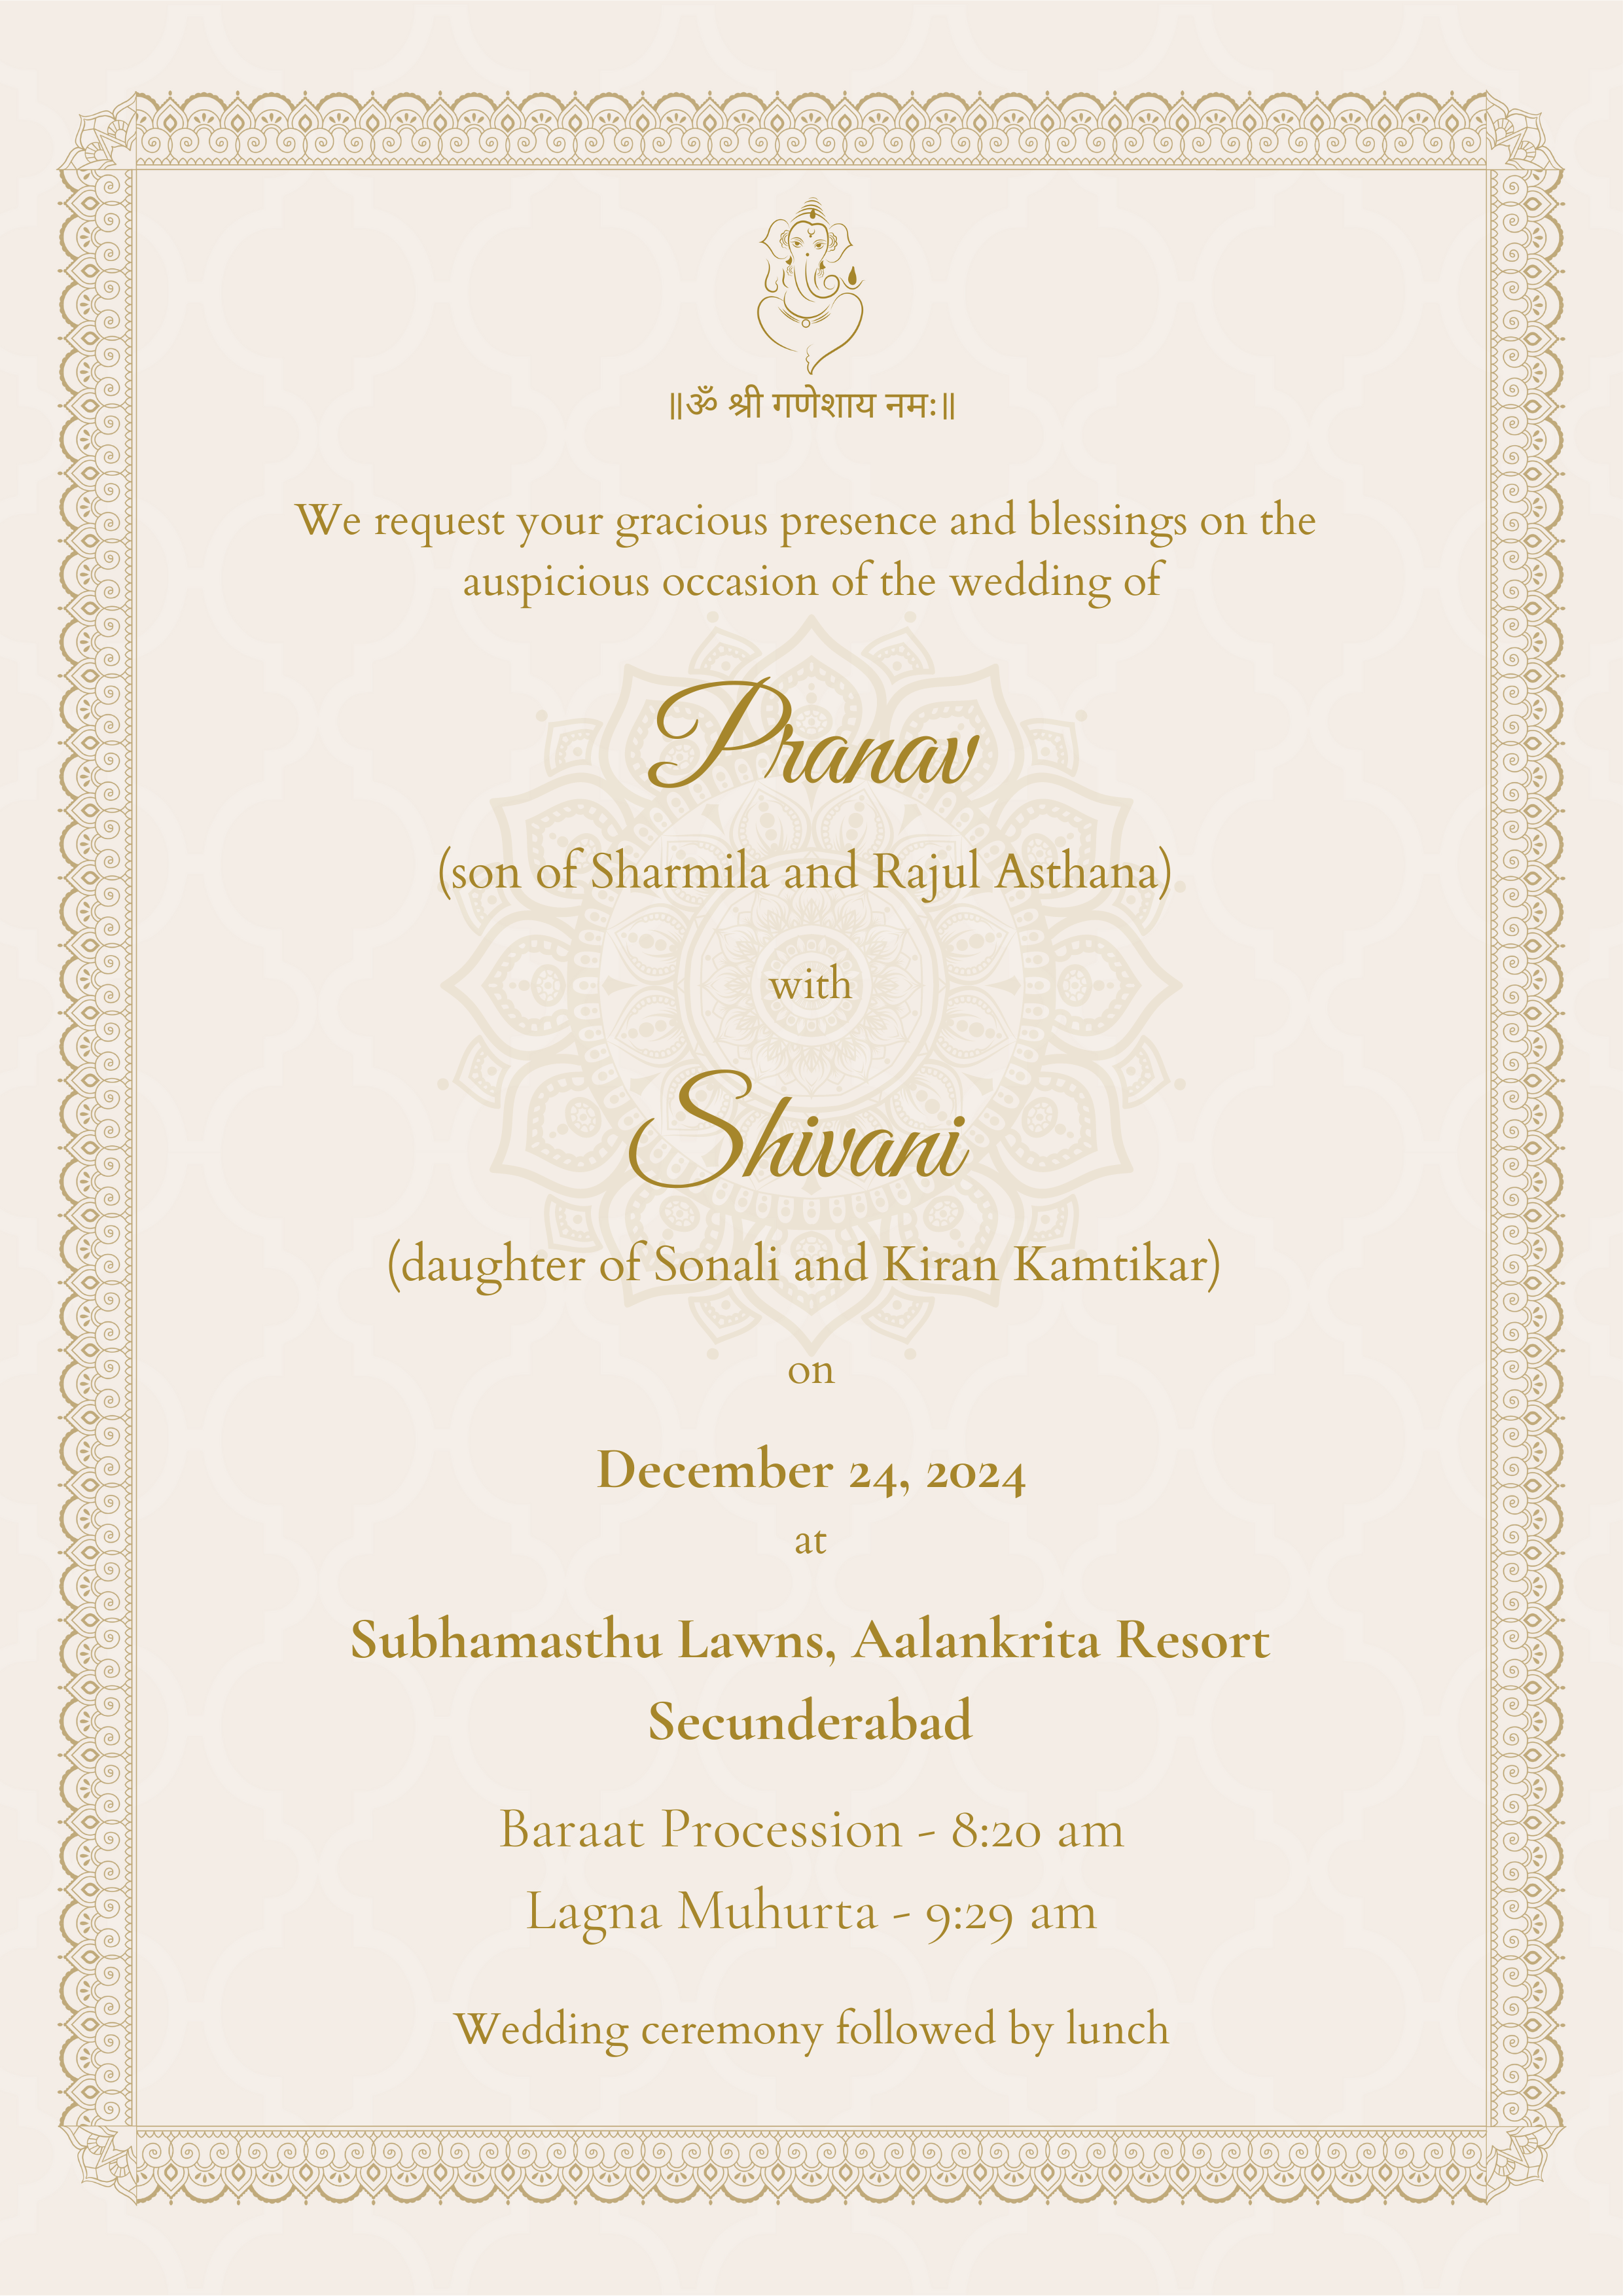 ॥ॐ श्री गणेशाय नमः॥
We request your gracious presence and blessings on the
auspicious occasion of the wedding of
Pranav
(son of Sharmila and Rajul Asthana)
with
Shivani
(daughter of Sonali and Kiran Kamtikar)
on
December 24, 2024
at
Subhamasthu Lawns, Aalankrita Resort
Secunderabad
Baraat Procession - 8:20 am
Lagna Muhurta - 9:29 am
Wedding ceremony followed by lunch